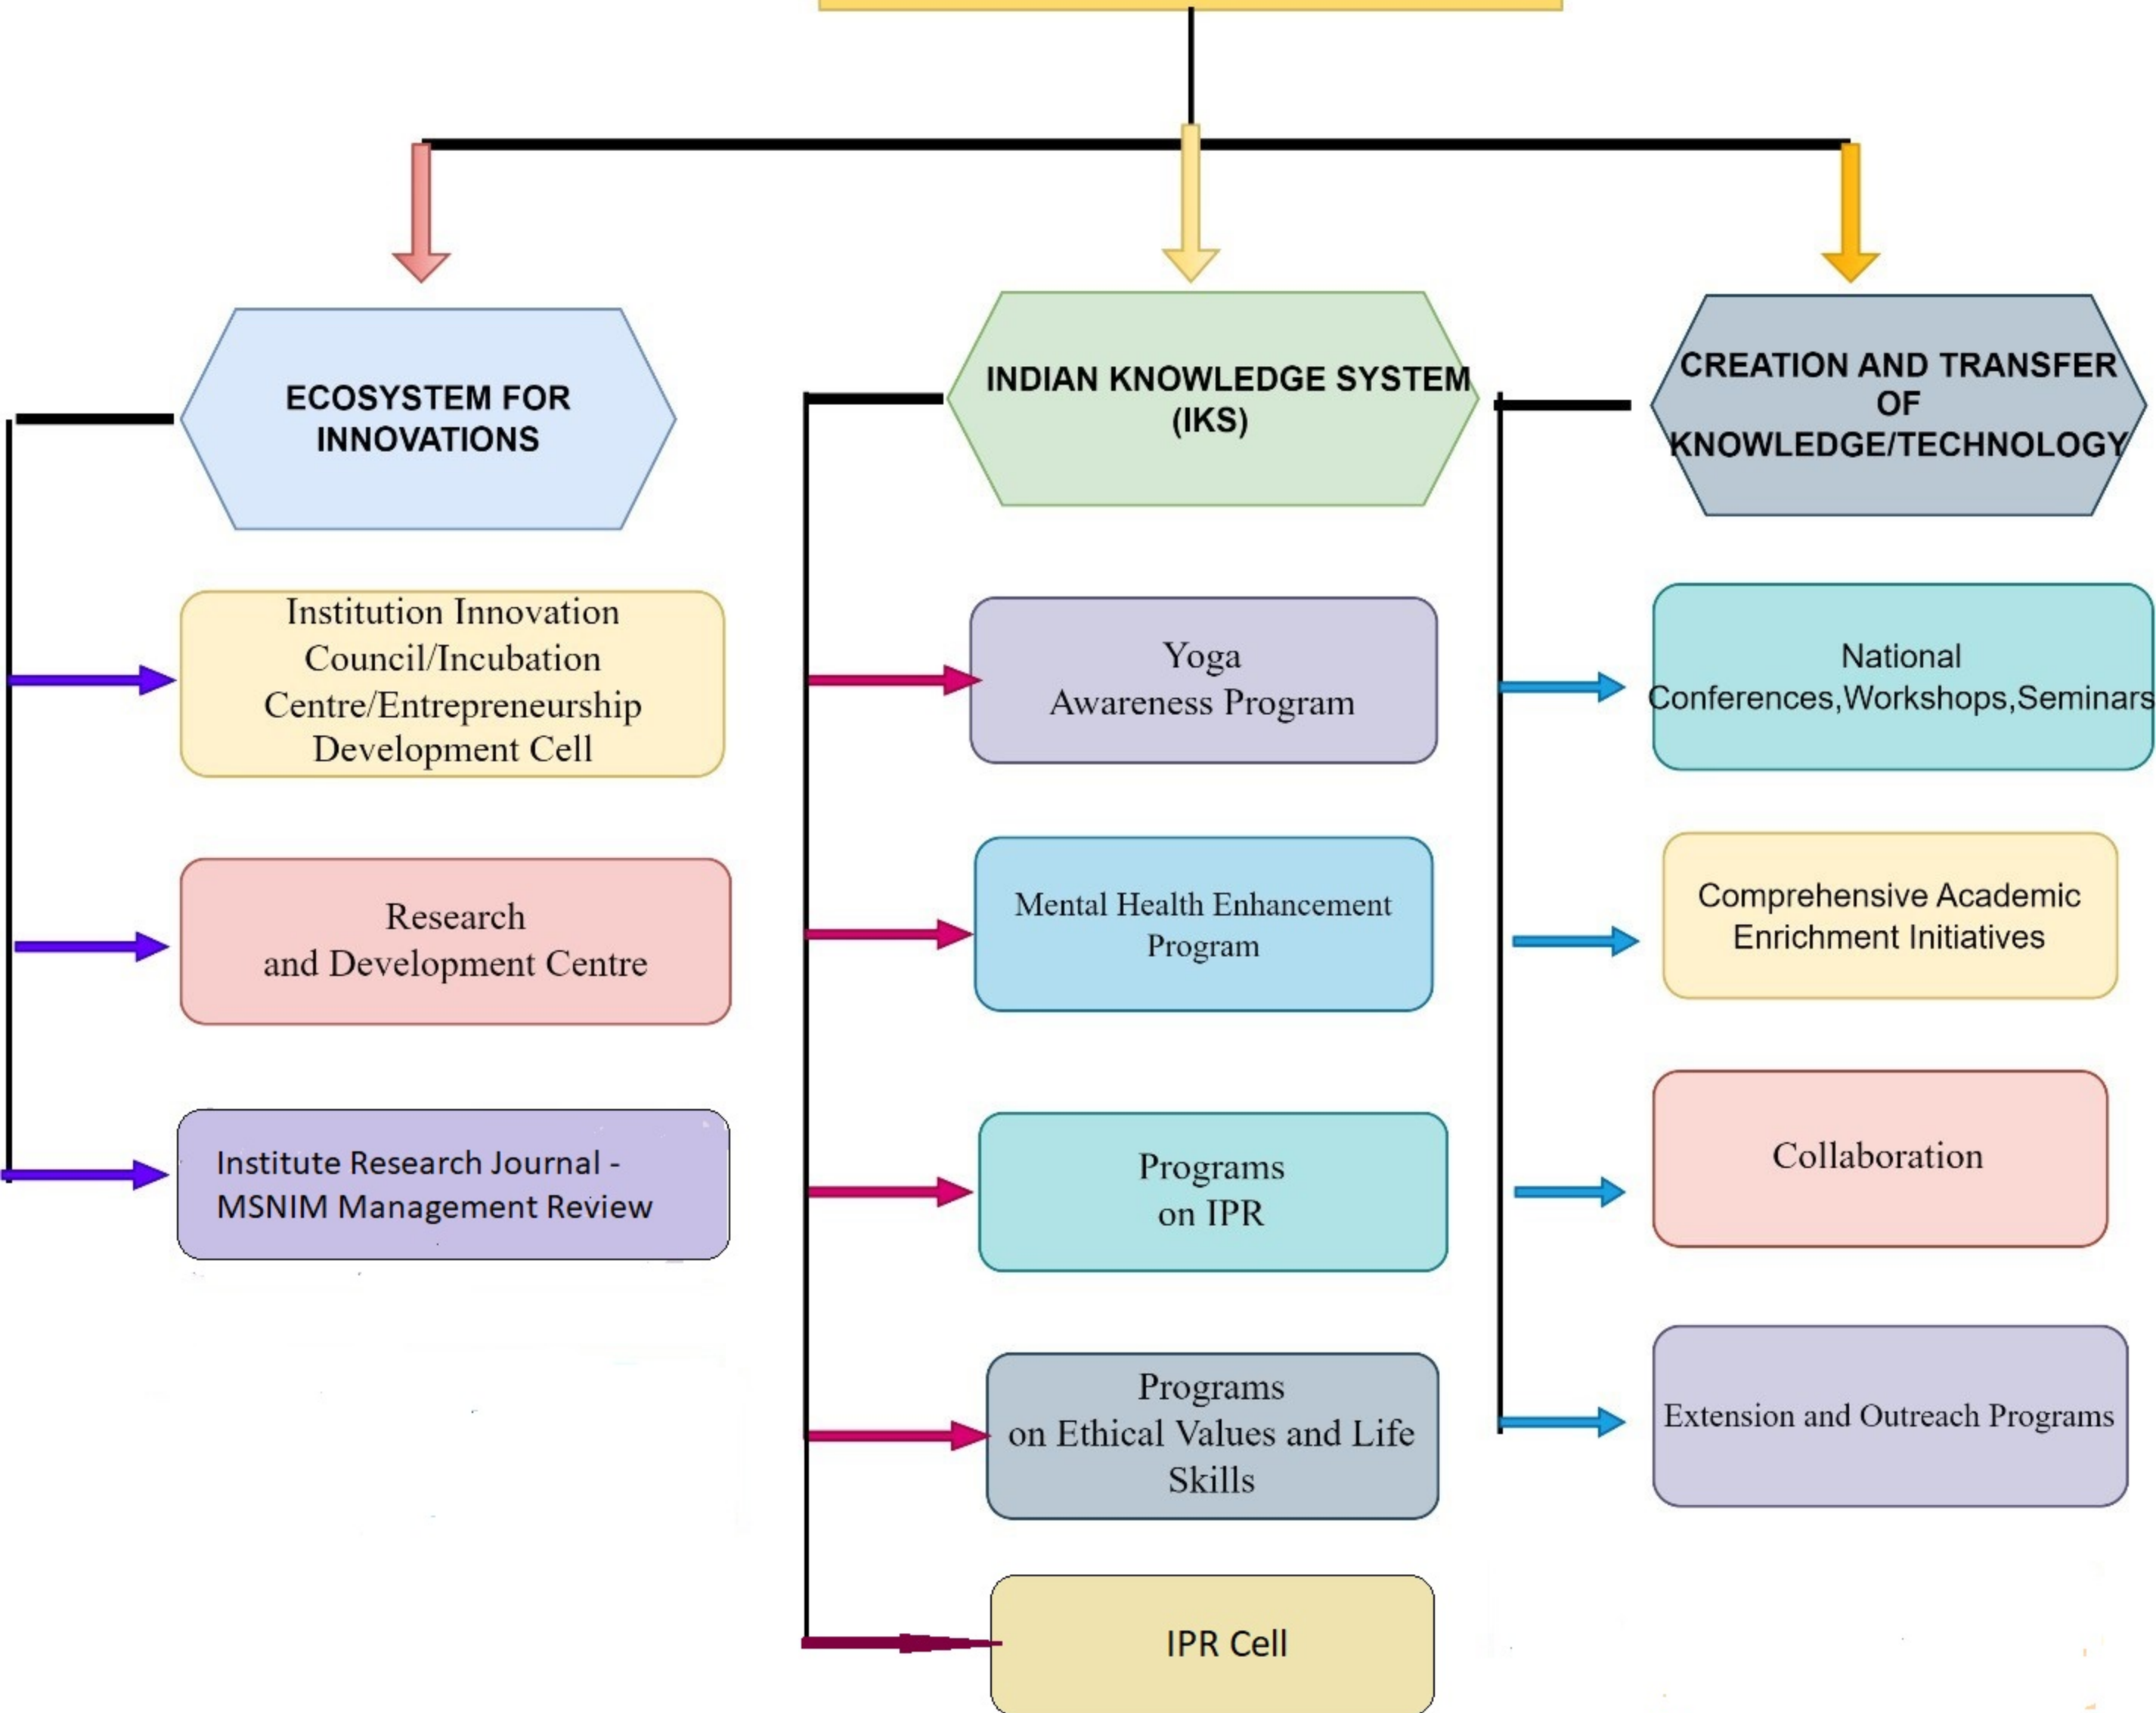 ECOSYSTEM FOR
INNOVATIONS
Institution Innovation
Council/Incubation
Centre/Entrepreneurship
Development Cell
Research
and Development Centre
Institute Research Journal -
MSNIM Management Review
INDIAN KNOWLEDGE SYSTEM
(IKS)
Yoga
Awareness Program
Mental Health Enhancement
Program
Programs
on IPR
Programs
on Ethical Values and Life
Skills
IPR Cell
CREATION AND TRANSFER
OF
KNOWLEDGE/TECHNOLOGY
National
Conferences,Workshops,Seminars
Comprehensive Academic
Enrichment Initiatives
Collaboration
Extension and Outreach Programs